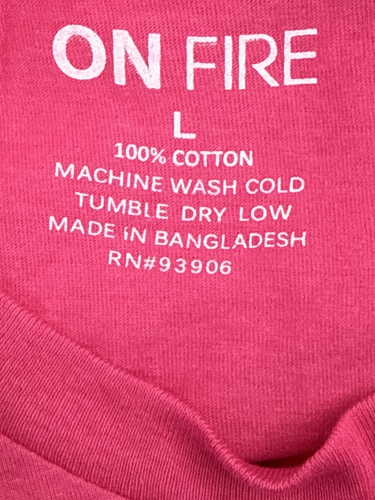 ON FIRE
L
100% COTTON
MACHINE WASH COLD
TUMBLE DRY LOW
MADE IN BANGLADESH
RN#93906